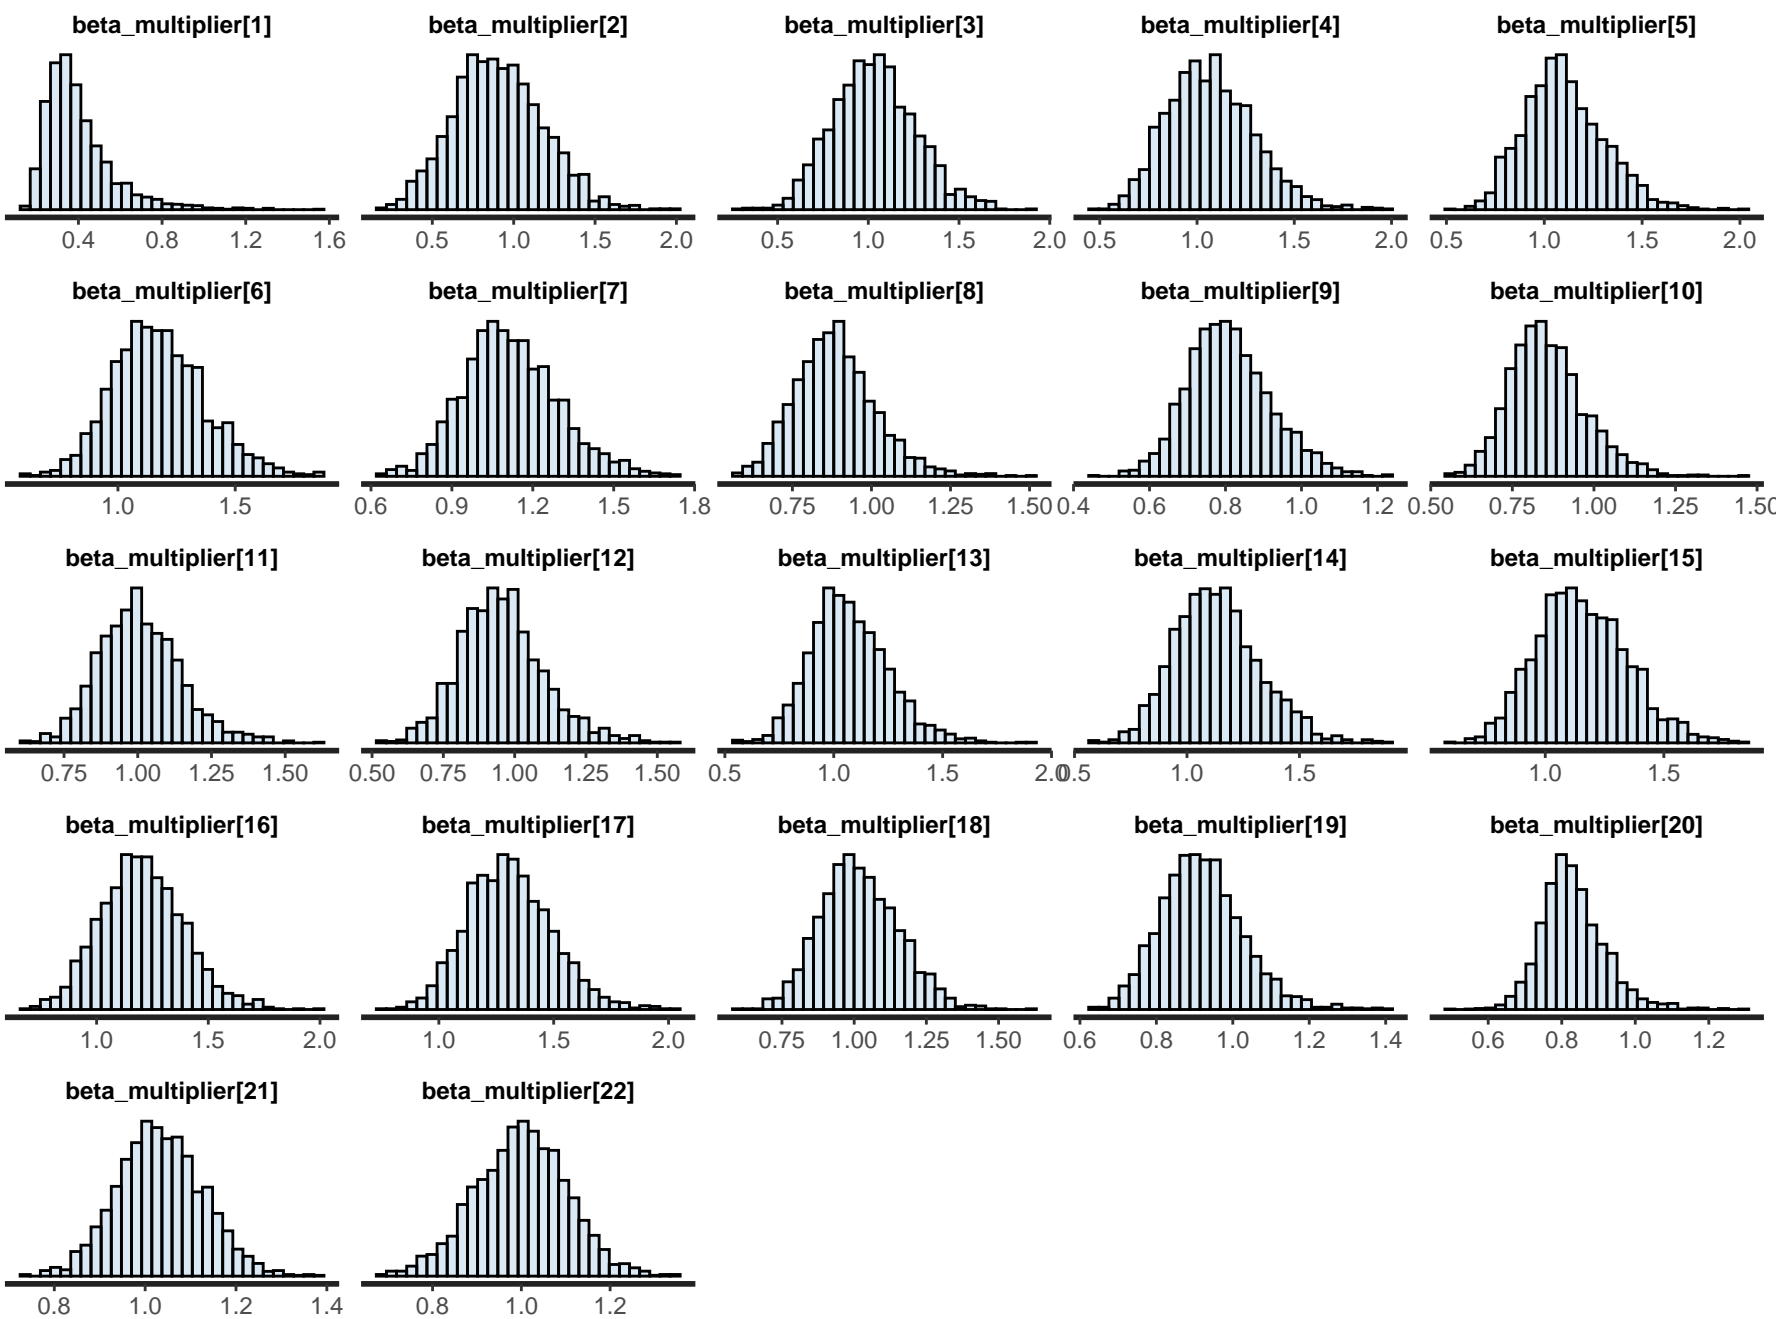 beta_multiplier[1] beta_multiplier[2] beta_multiplier[3] beta_multiplier[4] beta_multiplier[5]
0.4 0.8 1.2 1.6 0.5 1.0 1.5 2.0 0.5 1.0 1.5 2.0 0.5 1.0 1.5 2.0 0.5 1.0 1.5 2.0
beta_multiplier[6] beta_multiplier[7] beta_multiplier[8] beta_multiplier[9] beta_multiplier[10]
1.0 1.5 0.6 0.9 1.2 1.5 1.8 0.75 1.00 1.25 1.50 0.4 0.6 0.8 1.0 1.2 0.50 0.75 1.00 1.25 1.50
beta_multiplier[11] beta_multiplier[12] beta_multiplier[13] beta_multiplier[14] beta_multiplier[15]
0.75 1.00 1.25 1.50 0.50 0.75 1.00 1.25 1.50 0.5 1.0 1.5 2.0 0.5 1.0 1.5 1.0 1.5
beta_multiplier[16] beta_multiplier[17] beta_multiplier[18] beta_multiplier[19] beta_multiplier[20]
1.0 1.5 2.0 1.0 1.5 2.0 0.75 1.00 1.25 1.50 0.6 0.8 1.0 1.2 1.4 0.6 0.8 1.0 1.2
beta_multiplier[21] beta_multiplier[22]
0.8 1.0 1.2 1.4 0.8 1.0 1.2